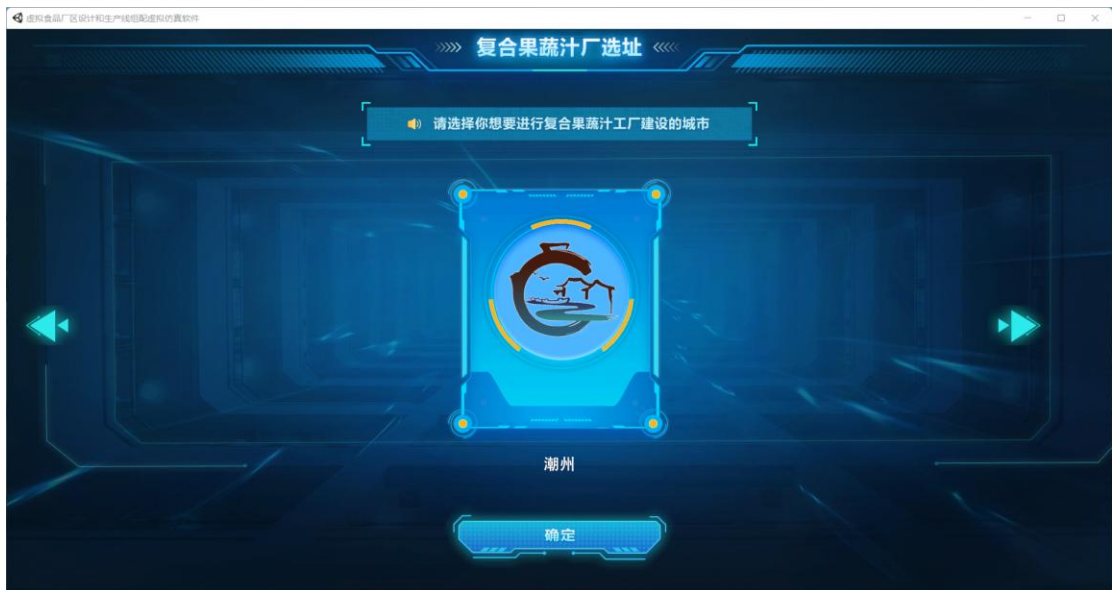 虚拟食品厂区设计和生产线组配虚拟仿真软件
复合果蔬汁厂选址
请选择你想要进行复合果蔬汁工厂建设的城市
潮州
确定